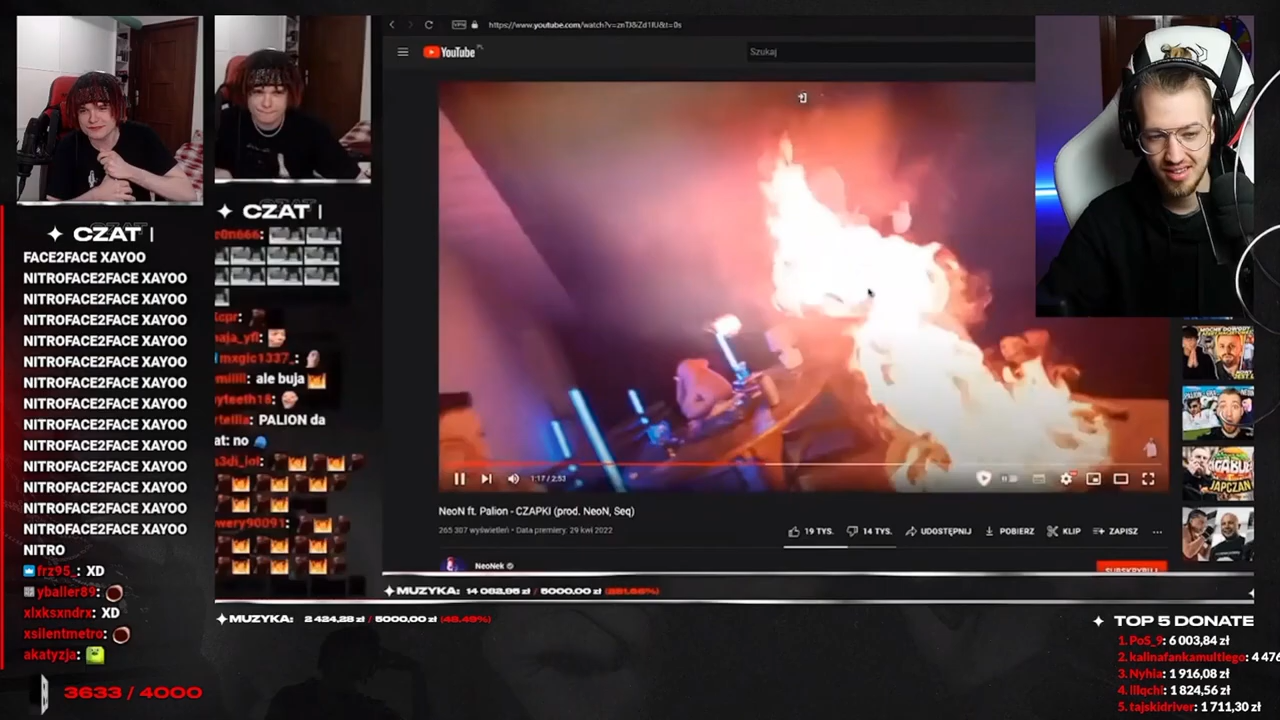 https://www.youtube.com/watch?v=
YouTube PL
Szukaj
CZAT |
FACE2FACE XAYOO
NITROFACE2FACE XAYOO
NITROFACE2FACE XAYOO
NITROFACE2FACE XAYOO
NITROFACE2FACE XAYOO
NITROFACE2FACE XAYOO
NITROFACE2FACE XAYOO
NITROFACE2FACE XAYOO
NITROFACE2FACE XAYOO
NITROFACE2FACE XAYOO
NITROFACE2FACE XAYOO
NITROFACE2FACE XAYOO
NITROFACE2FACE XAYOO
NITROFACE2FACE XAYOO
NITRO
frz95_: XD
yballer89:
xlxksxndrx: XD
xsilentmetro:
akatyzja:
3633 / 4000
CZAT |
mxgic1337_:
ale buja
PALION da
at: no
wery90091:
1:17 / 2:53
NeoN ft. Palion - CZAPKI (prod. NeoN, Seq)
265 307 wyświetleń • Data premiery: 29 kwi 2022
19 TYS.
14 TYS.
UDOSTĘPNIJ
POBIERZ
KLIP
ZAPISZ
NeoNek
SUBSKRYBUJ
MUZYKA: 14 082,95 zł / 5000,00 zł
MUZYKA: 2 424,28 zł / 5000,00 zł (48.49%)
TOP 5 DONATE
1. PoS_9: 6 003,84 zł
2. kalinafankamultiego: 4 476
3. Nyhia: 1 916,08 zł
4. lilqchi: 1 824,56 zł
5. tajskidriver: 1 711,30 zł